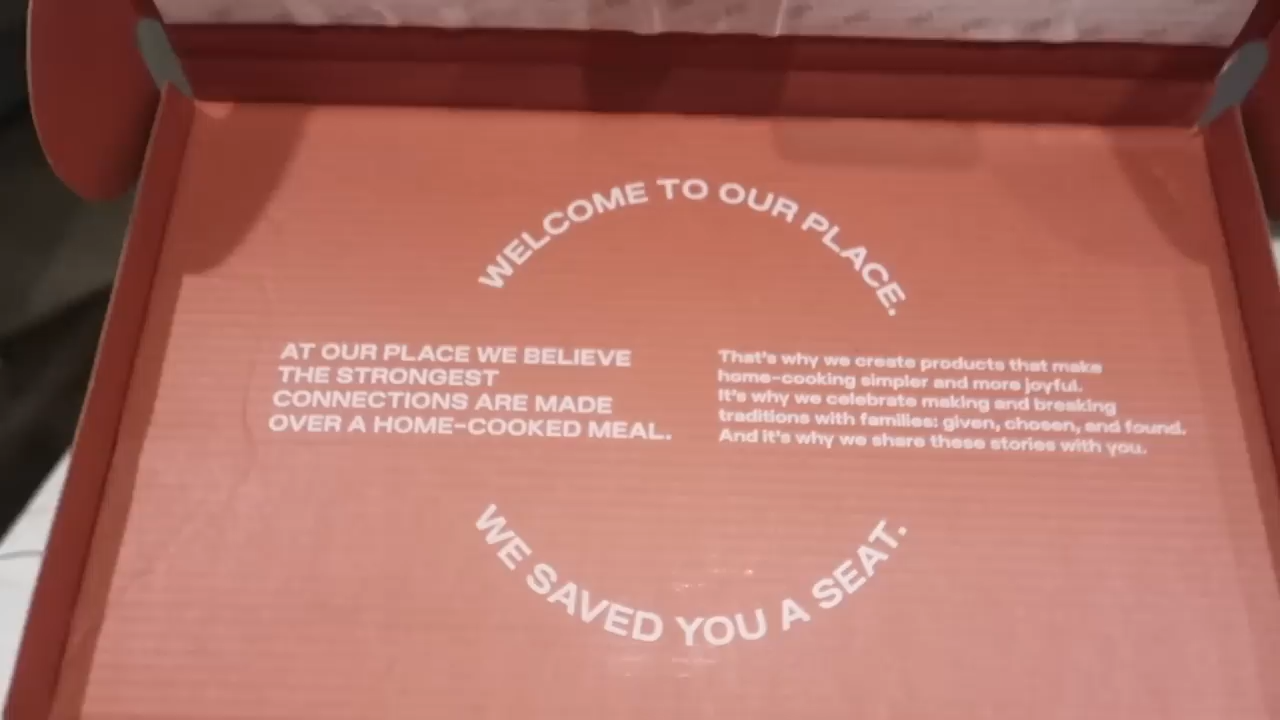 WELCOME TO OUR PLACE.
AT OUR PLACE WE BELIEVE
THE STRONGEST
CONNECTIONS ARE MADE
OVER A HOME-COOKED MEAL.
That's why we create products that make
home-cooking simpler and more joyful.
It's why we celebrate making and breaking
traditions with families: given, chosen, and found.
And it's why we share these stories with you.
WE SAVED YOU A SEAT.